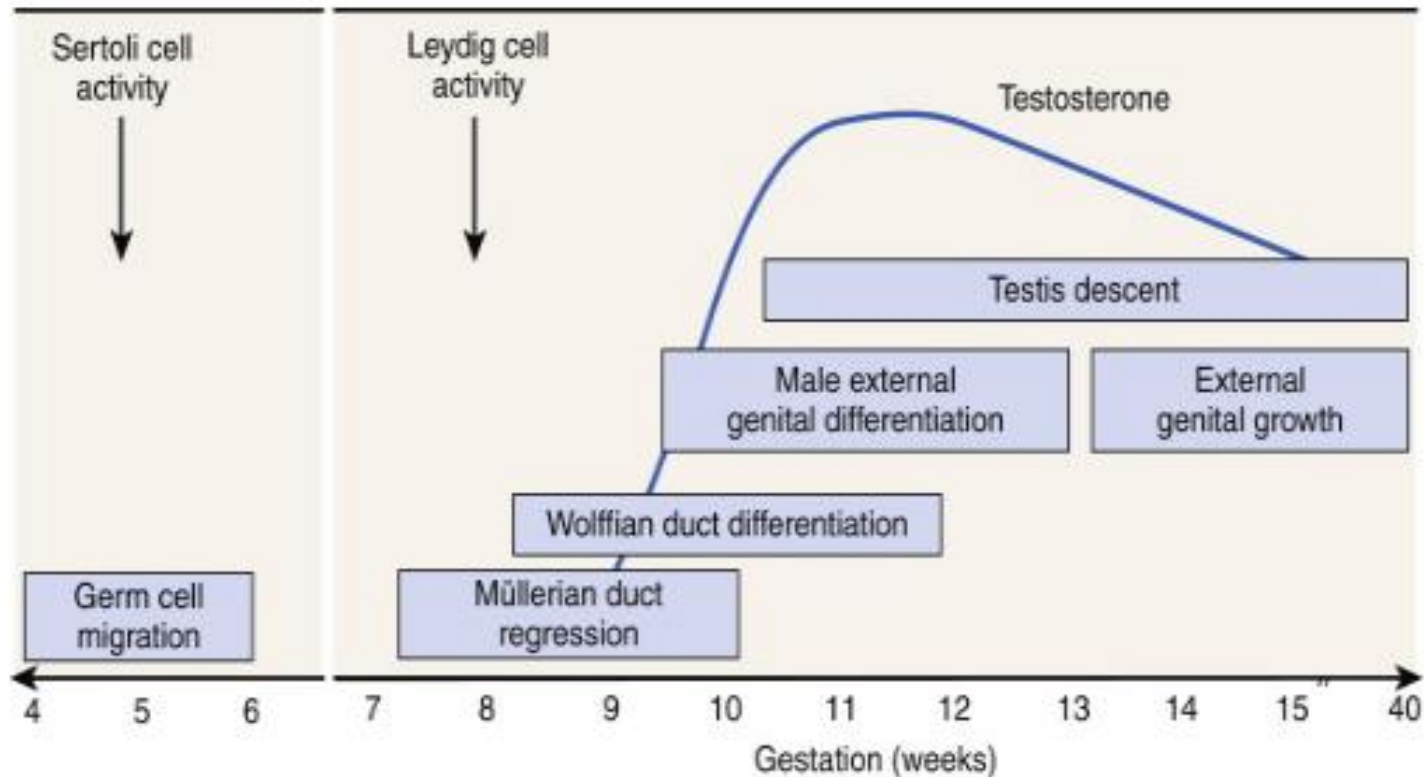 Sertoli cell
activity
Leydig cell
activity
Testosterone
Testis descent
Male external
genital differentiation
External
genital growth
Wolffian duct differentiation
Germ cell
migration
Müllerian duct
regression
4 5 6 7 8 9 10 11 12 13 14 15 40
Gestation (weeks)